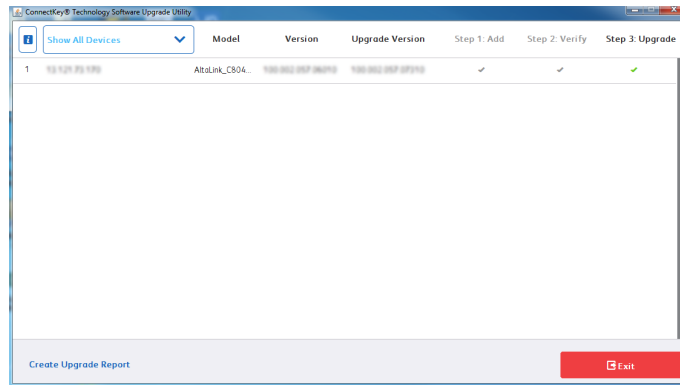 ConnectKey® Technology Software Upgrade Utility
i Show All Devices Model Version Upgrade Version Step 1: Add Step 2: Verify Step 3: Upgrade
1 AltaLink_C804...
Create Upgrade Report Exit